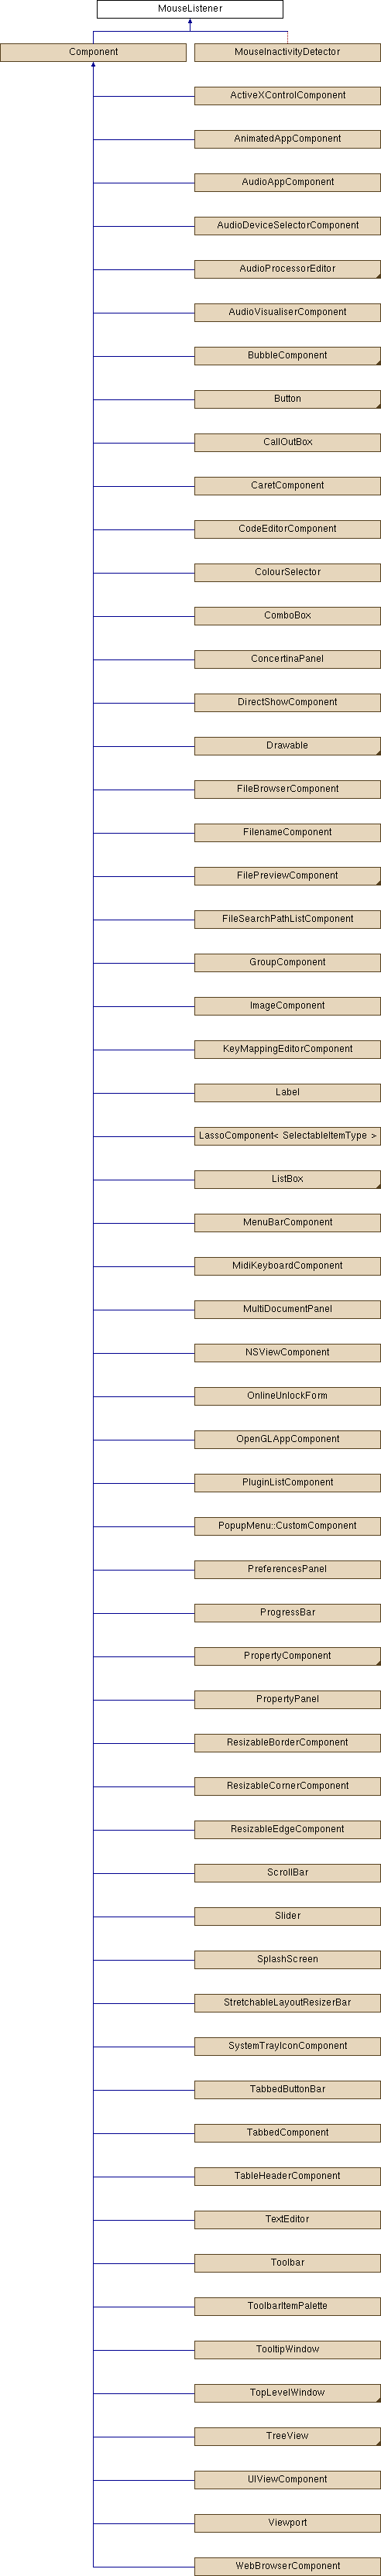 MouseListener
Component
MouseInactivityDetector
ActiveXControlComponent
AnimatedAppComponent
AudioAppComponent
AudioDeviceSelectorComponent
AudioProcessorEditor
AudioVisualiserComponent
BubbleComponent
Button
CallOutBox
CaretComponent
CodeEditorComponent
ColourSelector
ComboBox
ConcertinaPanel
DirectShowComponent
Drawable
FileBrowserComponent
FilenameComponent
FilePreviewComponent
FileSearchPathListComponent
GroupComponent
ImageComponent
KeyMappingEditorComponent
Label
LassoComponent< SelectableItemType >
ListBox
MenuBarComponent
MidiKeyboardComponent
MultiDocumentPanel
NSViewComponent
OnlineUnlockForm
OpenGLAppComponent
PluginListComponent
PopupMenu::CustomComponent
PreferencesPanel
ProgressBar
PropertyComponent
PropertyPanel
ResizableBorderComponent
ResizableCornerComponent
ResizableEdgeComponent
ScrollBar
Slider
SplashScreen
StretchableLayoutResizerBar
SystemTrayIconComponent
TabbedButtonBar
TabbedComponent
TableHeaderComponent
TextEditor
Toolbar
ToolbarItemPalette
TooltipWindow
TopLevelWindow
TreeView
UIViewComponent
Viewport
WebBrowserComponent